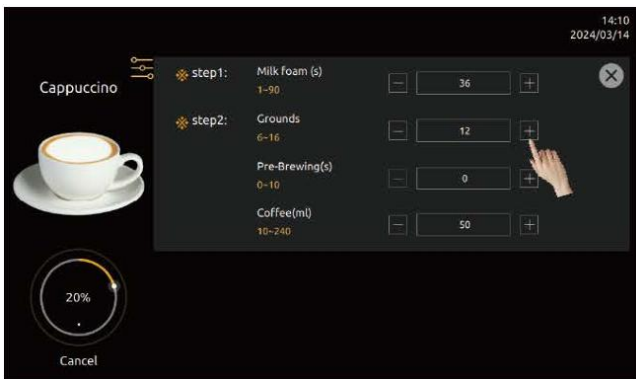 14:10
2024/03/14
Cappuccino
step1:
Milk foam (s)
1~90
36
step2:
Grounds
6~16
12
Pre-Brewing(s)
0~10
0
Coffee(ml)
10~240
50
20%
Cancel